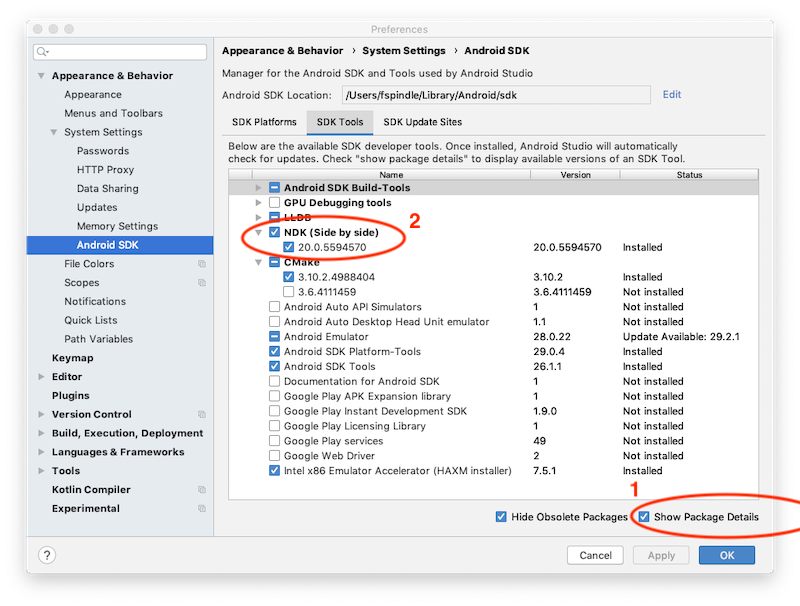 Preferences
Appearance & Behavior › System Settings › Android SDK
Manager for the Android SDK and Tools used by Android Studio
Android SDK Location: /Users/fspindle/Library/Android/sdk Edit
SDK Platforms SDK Tools SDK Update Sites
Below are the available SDK developer tools. Once installed, Android Studio will automatically
check for updates. Check "show package details" to display available versions of an SDK Tool.
Name Version Status
Android SDK Build-Tools
GPU Debugging tools
LLDB
2
NDK (Side by side)
20.0.5594570 20.0.5594570 Installed
CMake
3.10.2.4988404 3.10.2 Installed
3.6.4111459 3.6.4111459 Not installed
Android Auto API Simulators 1 Not installed
Android Auto Desktop Head Unit emulator 1.1 Not installed
Android Emulator 28.0.22 Update Available: 29.2.1
Android SDK Platform-Tools 29.0.4 Installed
Android SDK Tools 26.1.1 Installed
Documentation for Android SDK 1 Not installed
Google Play APK Expansion library 1 Not installed
Google Play Instant Development SDK 1.9.0 Not installed
Google Play Licensing Library 1 Not installed
Google Play services 49 Not installed
Google Web Driver 2 Not installed
Intel x86 Emulator Accelerator (HAXM installer) 7.5.1 Installed
1
Hide Obsolete Packages Show Package Details
Appearance & Behavior
Appearance
Menus and Toolbars
System Settings
Passwords
HTTP Proxy
Data Sharing
Updates
Memory Settings
Android SDK
File Colors
Scopes
Notifications
Quick Lists
Path Variables
Keymap
Editor
Plugins
Version Control
Build, Execution, Deployment
Languages & Frameworks
Tools
Kotlin Compiler
Experimental
? Cancel Apply OK